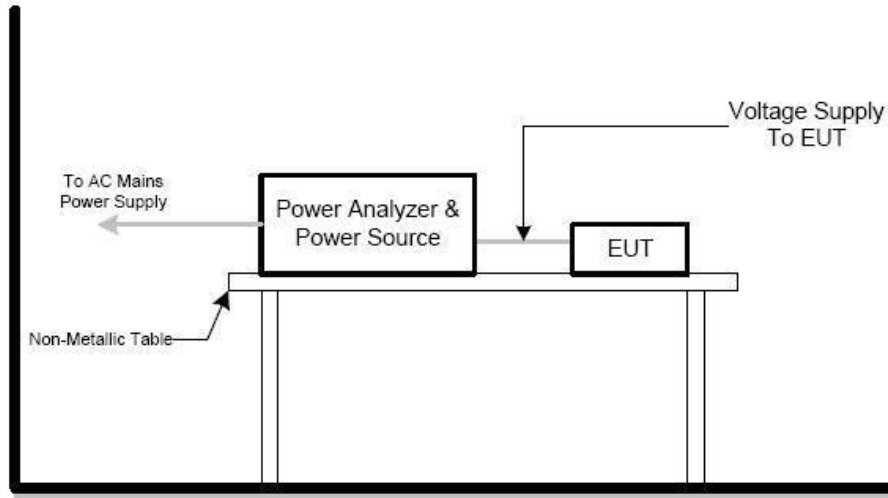 Voltage Supply
To EUT
To AC Mains
Power Supply
Power Analyzer &
Power Source
EUT
Non-Metallic Table